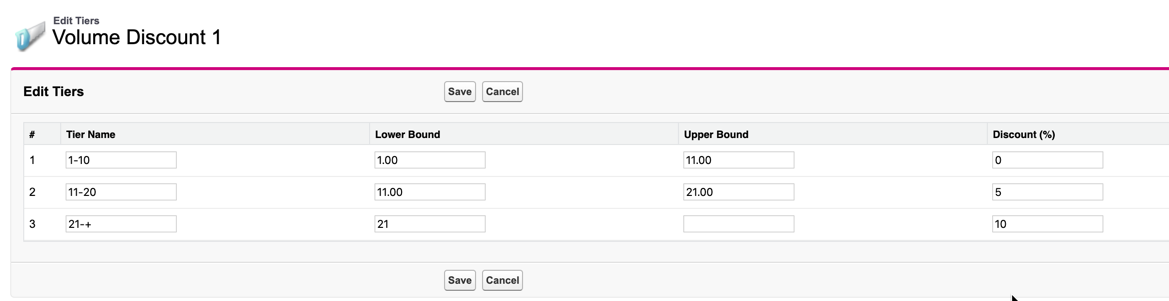 Edit Tiers
Volume Discount 1
Edit Tiers Save Cancel
# Tier Name Lower Bound Upper Bound Discount (%)
1 1-10 1.00 11.00 0
2 11-20 11.00 21.00 5
3 21-+ 21 10
Save Cancel